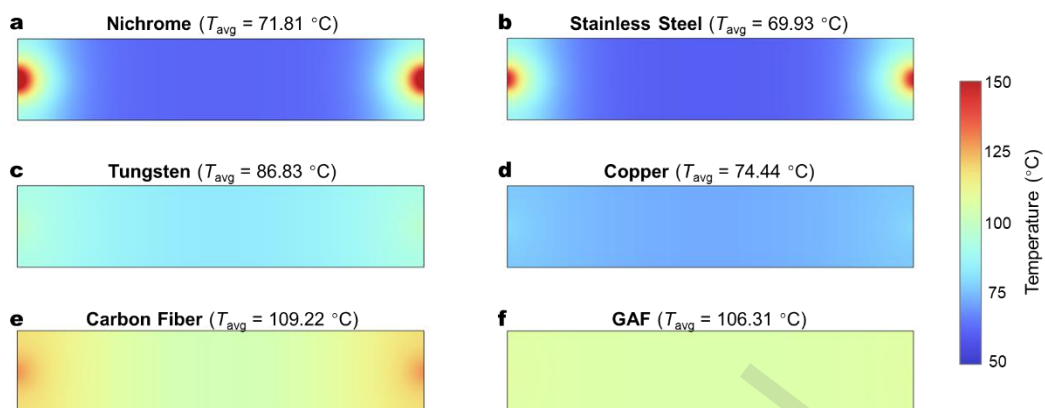 a Nichrome (Tavg = 71.81 °C)
b Stainless Steel (Tavg = 69.93 °C)
c Tungsten (Tavg = 86.83 °C)
d Copper (Tavg = 74.44 °C)
e Carbon Fiber (Tavg = 109.22 °C)
f GAF (Tavg = 106.31 °C)
150
125
100
75
50
Temperature (°C)